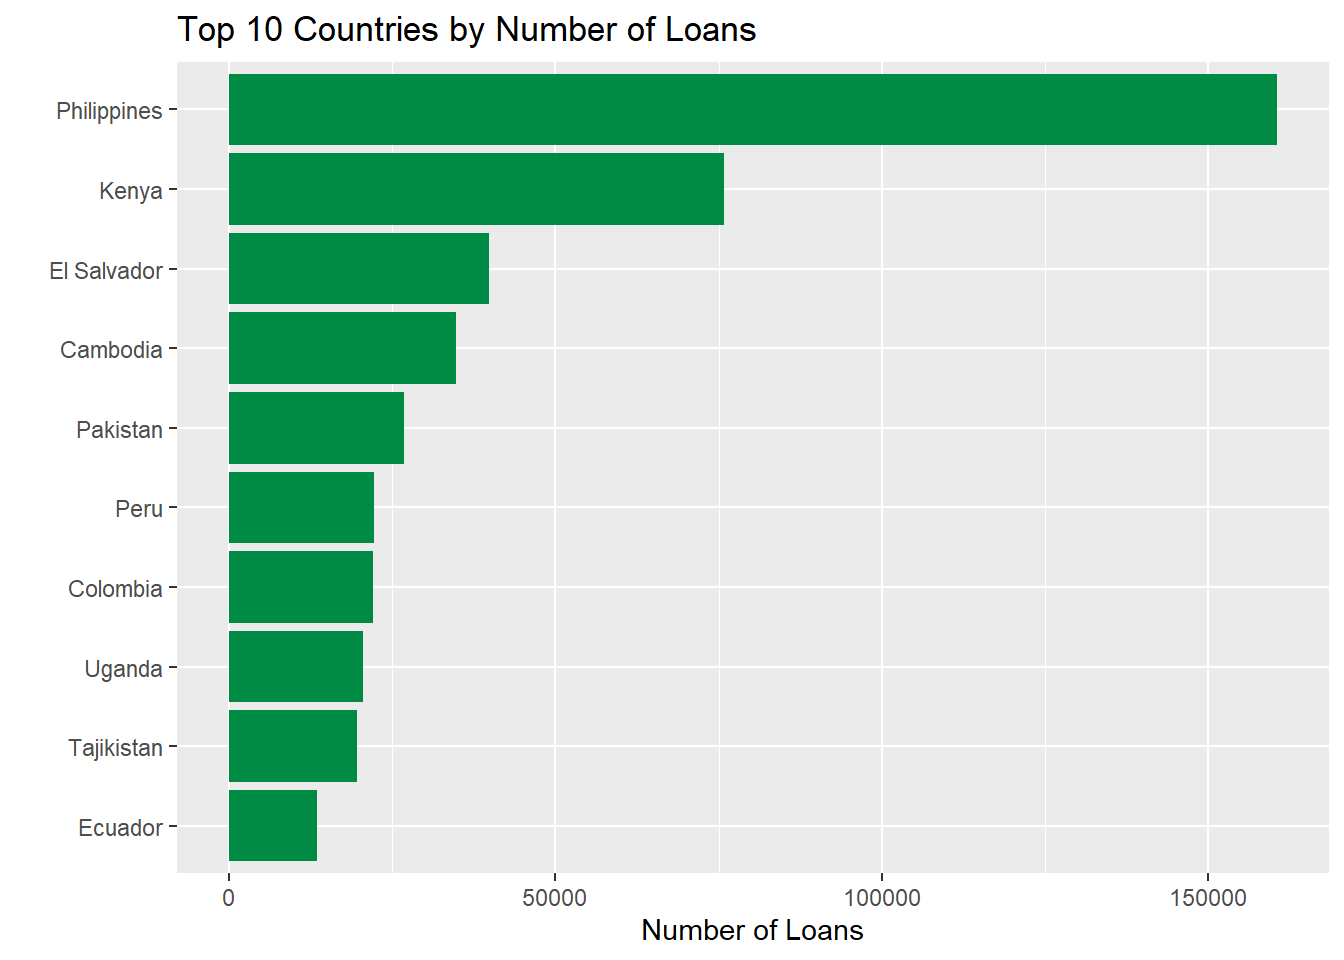 Top 10 Countries by Number of Loans
Philippines
Kenya
El Salvador
Cambodia
Pakistan
Peru
Colombia
Uganda
Tajikistan
Ecuador
0 50000 100000 150000
Number of Loans